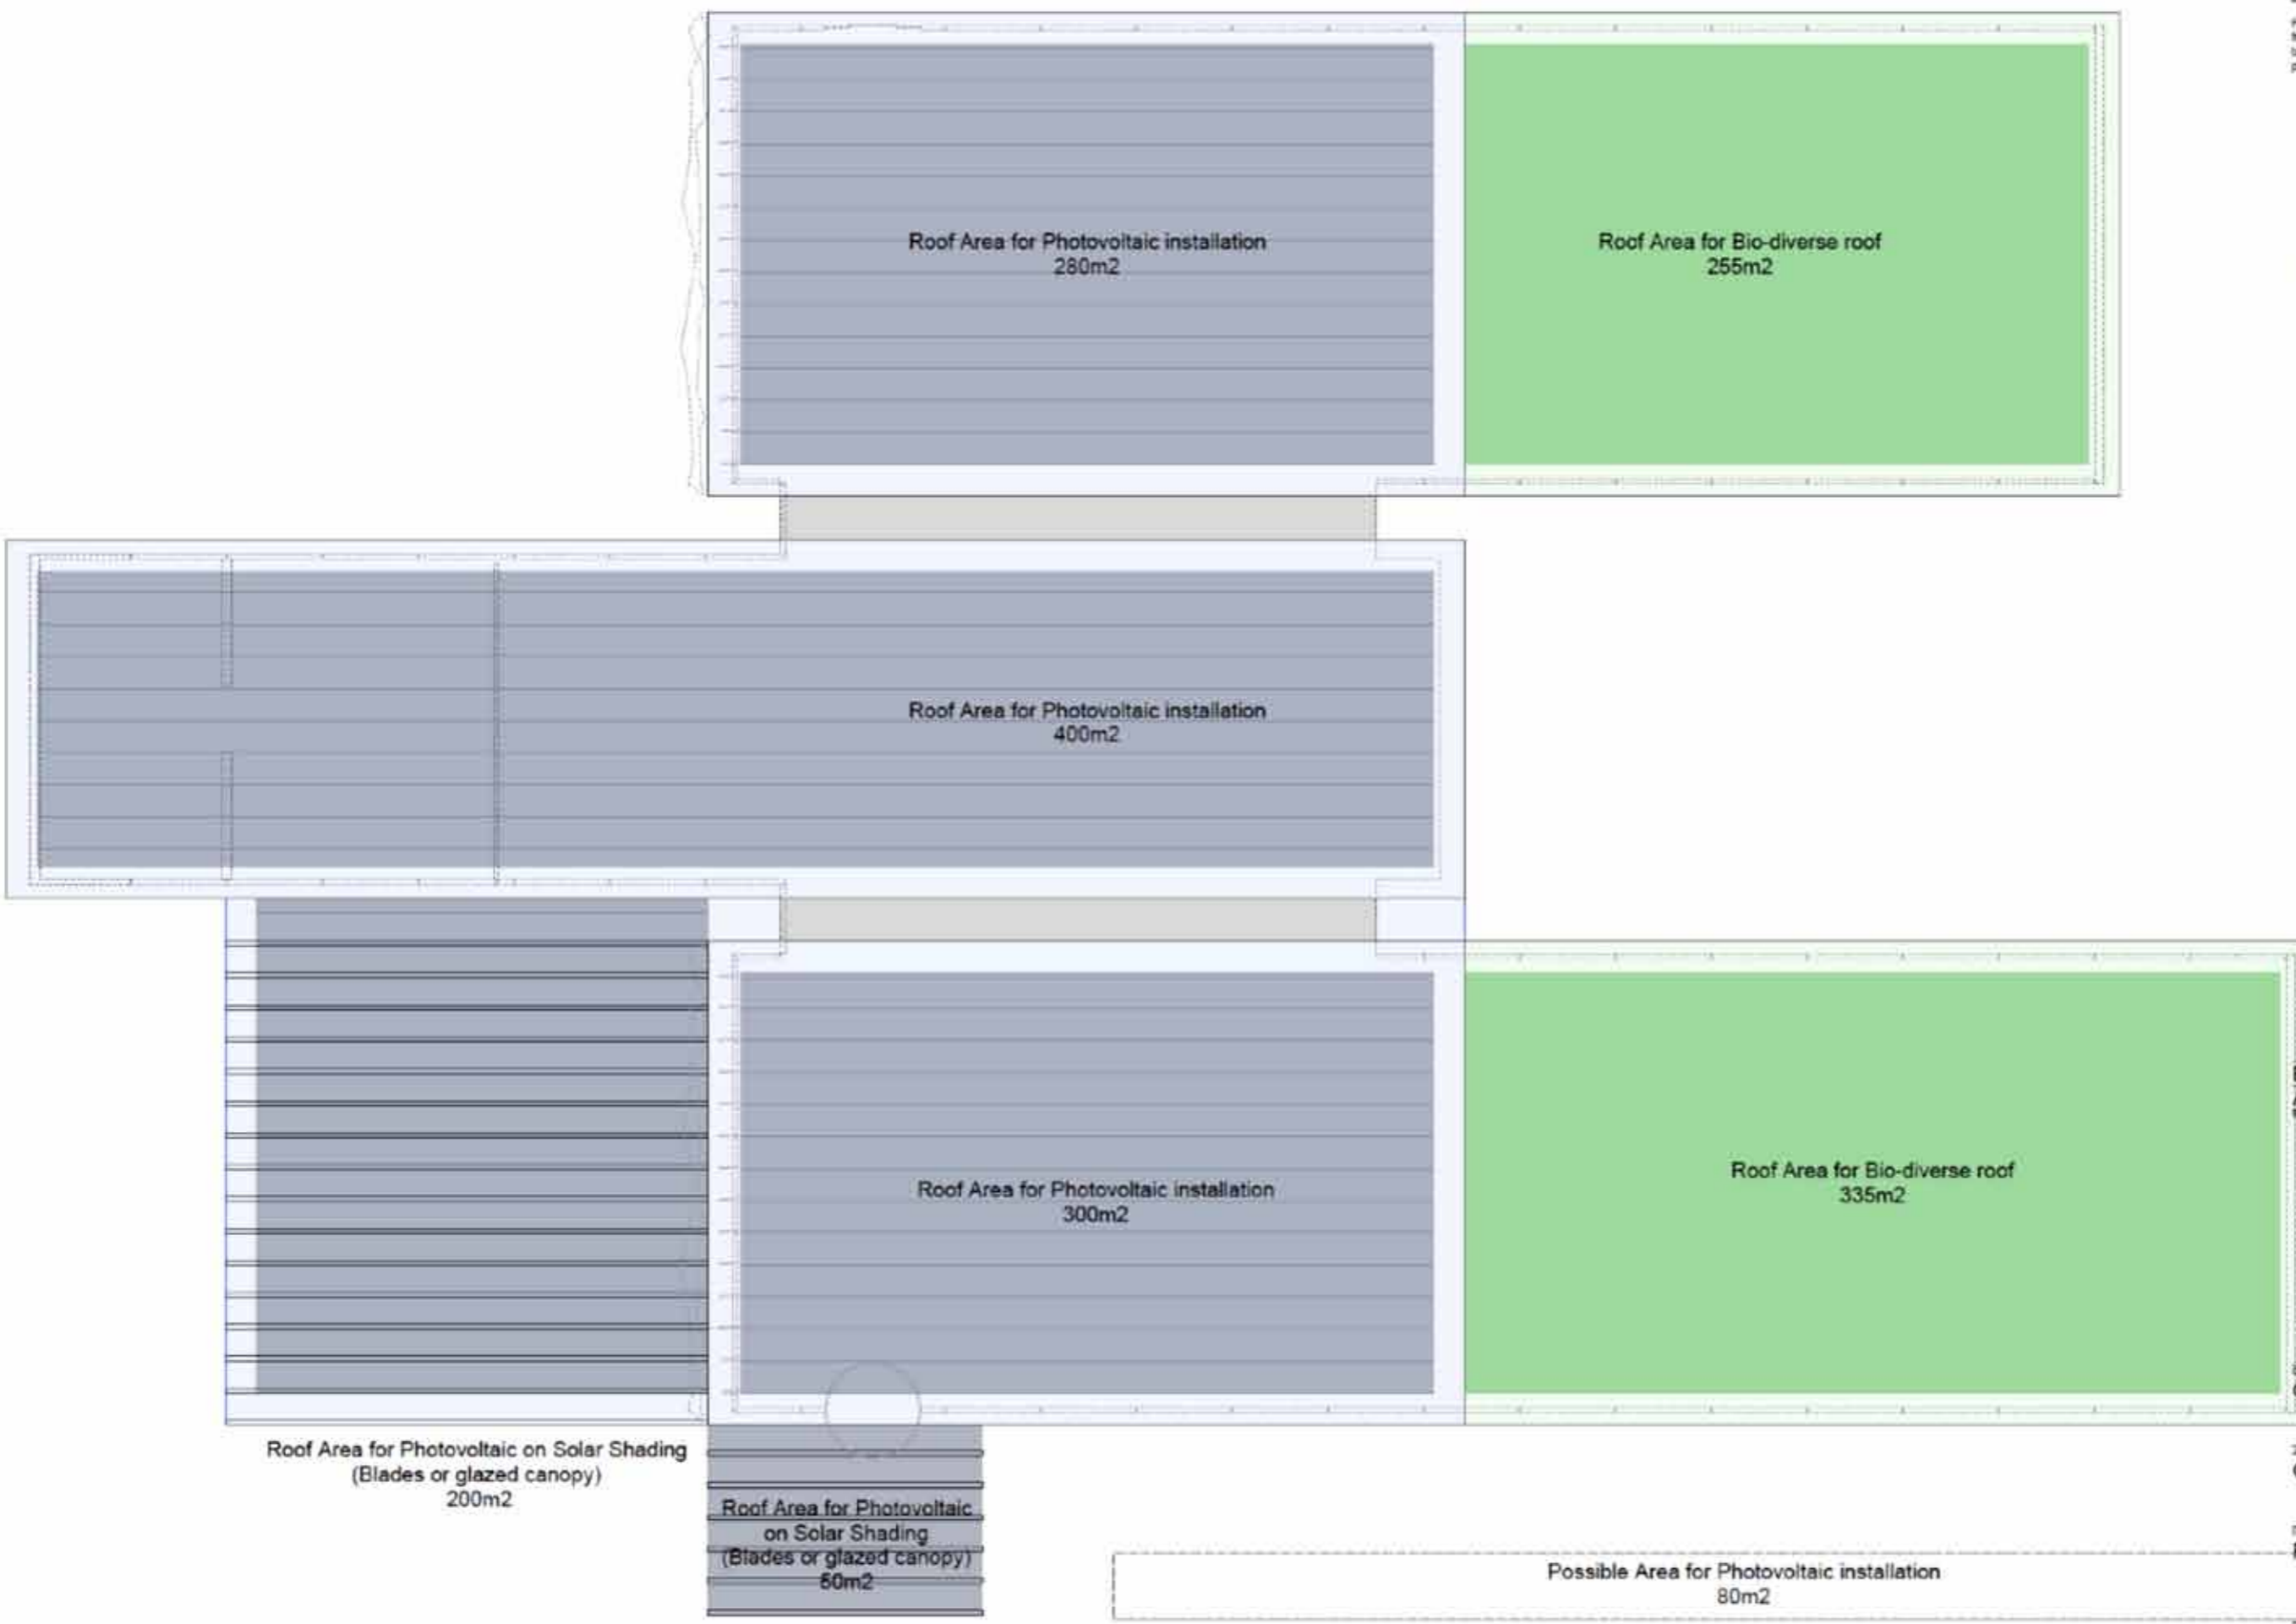 Roof Area for Photovoltaic installation
280m2
Roof Area for Bio-diverse roof
255m2
Roof Area for Photovoltaic installation
400m2
Roof Area for Photovoltaic installation
300m2
Roof Area for Bio-diverse roof
335m2
Roof Area for Photovoltaic on Solar Shading
(Blades or glazed canopy)
200m2
Roof Area for Photovoltaic
on Solar Shading
(Blades or glazed canopy)
50m2
Possible Area for Photovoltaic installation
80m2